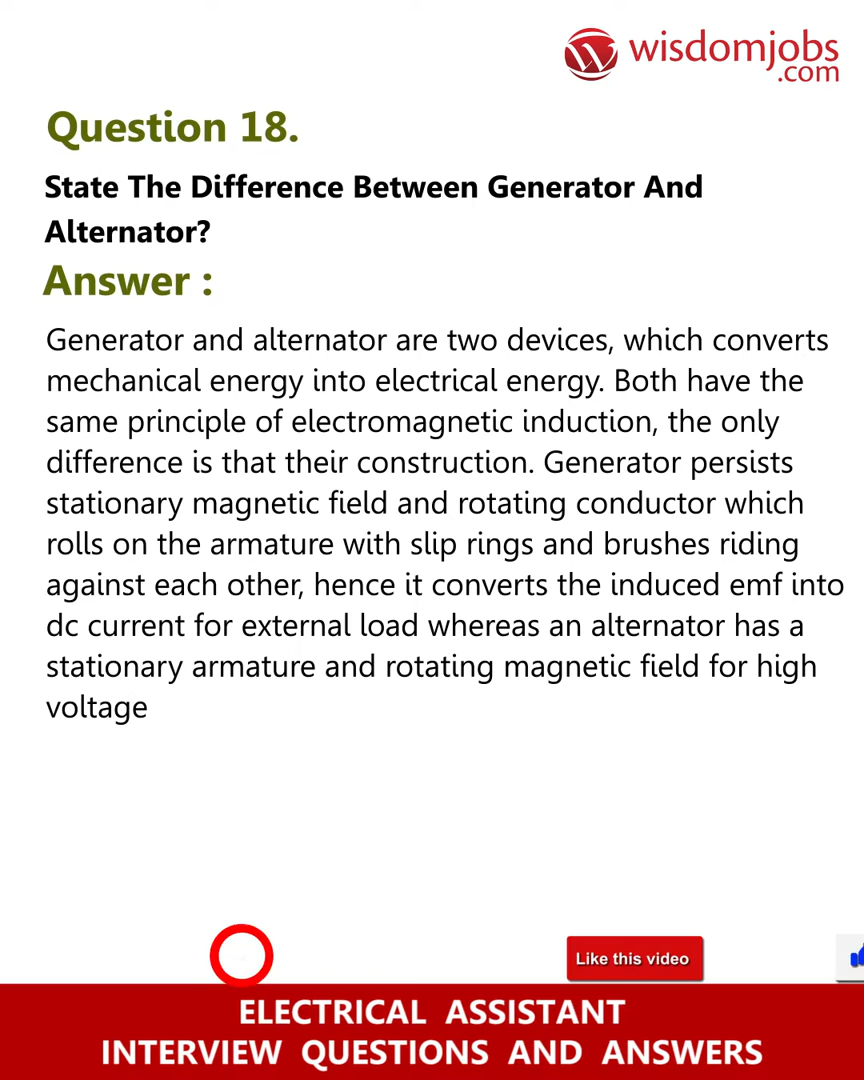 wisdomjobs
.com
Question 18.
State The Difference Between Generator And
Alternator?
Answer :
Generator and alternator are two devices, which converts
mechanical energy into electrical energy. Both have the
same principle of electromagnetic induction, the only
difference is that their construction. Generator persists
stationary magnetic field and rotating conductor which
rolls on the armature with slip rings and brushes riding
against each other, hence it converts the induced emf into
dc current for external load whereas an alternator has a
stationary armature and rotating magnetic field for high
voltage
Like this video
ELECTRICAL ASSISTANT
INTERVIEW QUESTIONS AND ANSWERS